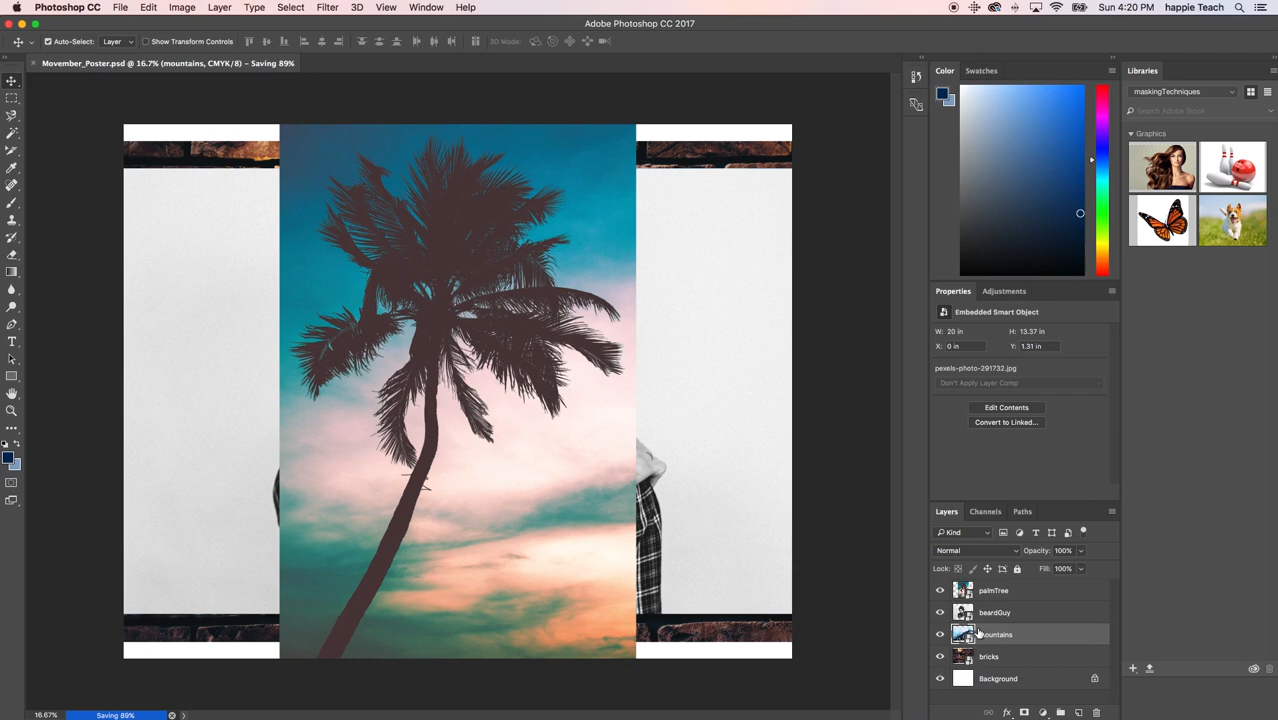 Photoshop CC File Edit Image Layer Type Select Filter 3D View Window Help Sun 4:20 PM happie Teach
Adobe Photoshop CC 2017
Auto-Select: Layer Show Transform Controls 3D Mode:
Movember_Poster.psd @ 16.7% (mountains, CMYK/8) – Saving 89%
Color Swatches
Libraries
maskingTechniques
Search Adobe Stock
Graphics
Properties Adjustments
Embedded Smart Object
W: 20 in H: 13.37 in
X: 0 in Y: 1.31 in
pexels-photo-291732.jpg
Don't Apply Layer Comp
Edit Contents
Convert to Linked...
Layers Channels Paths
Kind
Normal Opacity: 100%
Lock: Fill: 100%
palmTree
beardGuy
mountains
bricks
Background
16.67% Saving 89%